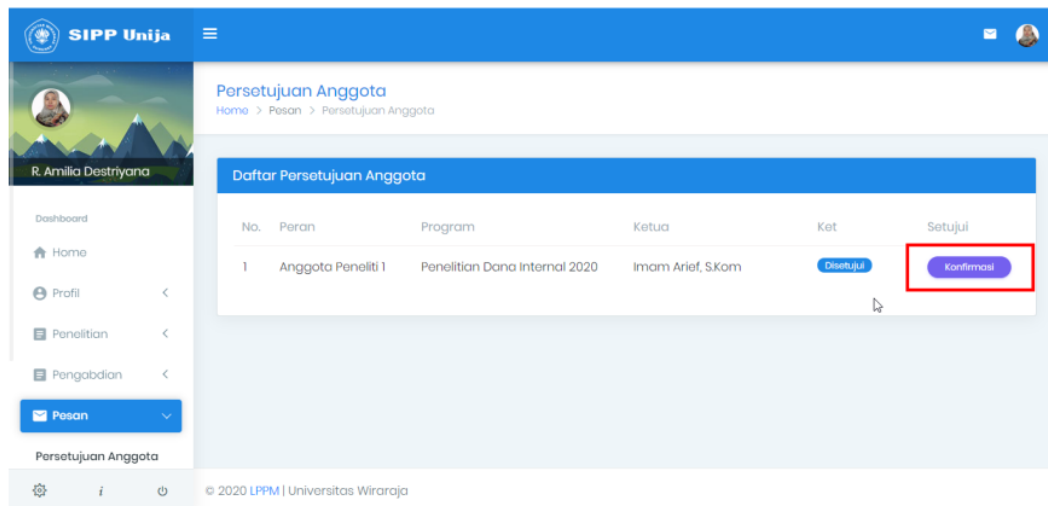 SIPP Unija
R. Amilia Destriyana
Dashboard
Home
Profil
Penelitian
Pengabdian
Pesan
Persetujuan Anggota
Persetujuan Anggota
Home > Pesan > Persetujuan Anggota
Daftar Persetujuan Anggota
No. Peran Program Ketua Ket Setujui
1 Anggota Peneliti 1 Penelitian Dana Internal 2020 Imam Arief, S.Kom Disetujui Konfirmasi
© 2020 LPPM | Universitas Wiraraja